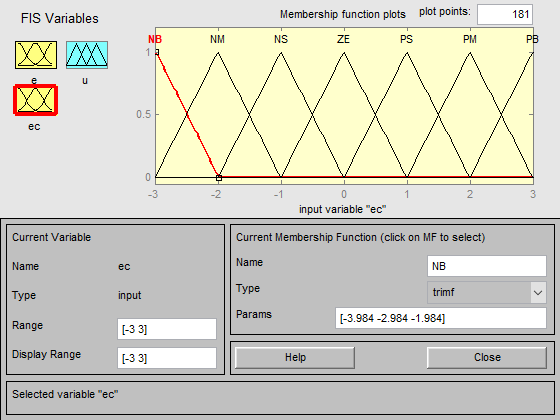 FIS Variables
Membership function plots plot points: 181
e
u
ec
NB NM NS ZE PS PM PB
1
0.5
0
-3 -2 -1 0 1 2 3
input variable "ec"
Current Variable
Name ec
Type input
Range [-3 3]
Display Range [-3 3]
Current Membership Function (click on MF to select)
Name NB
Type trimf
Params [-3.984 -2.984 -1.984]
Help Close
Selected variable "ec"